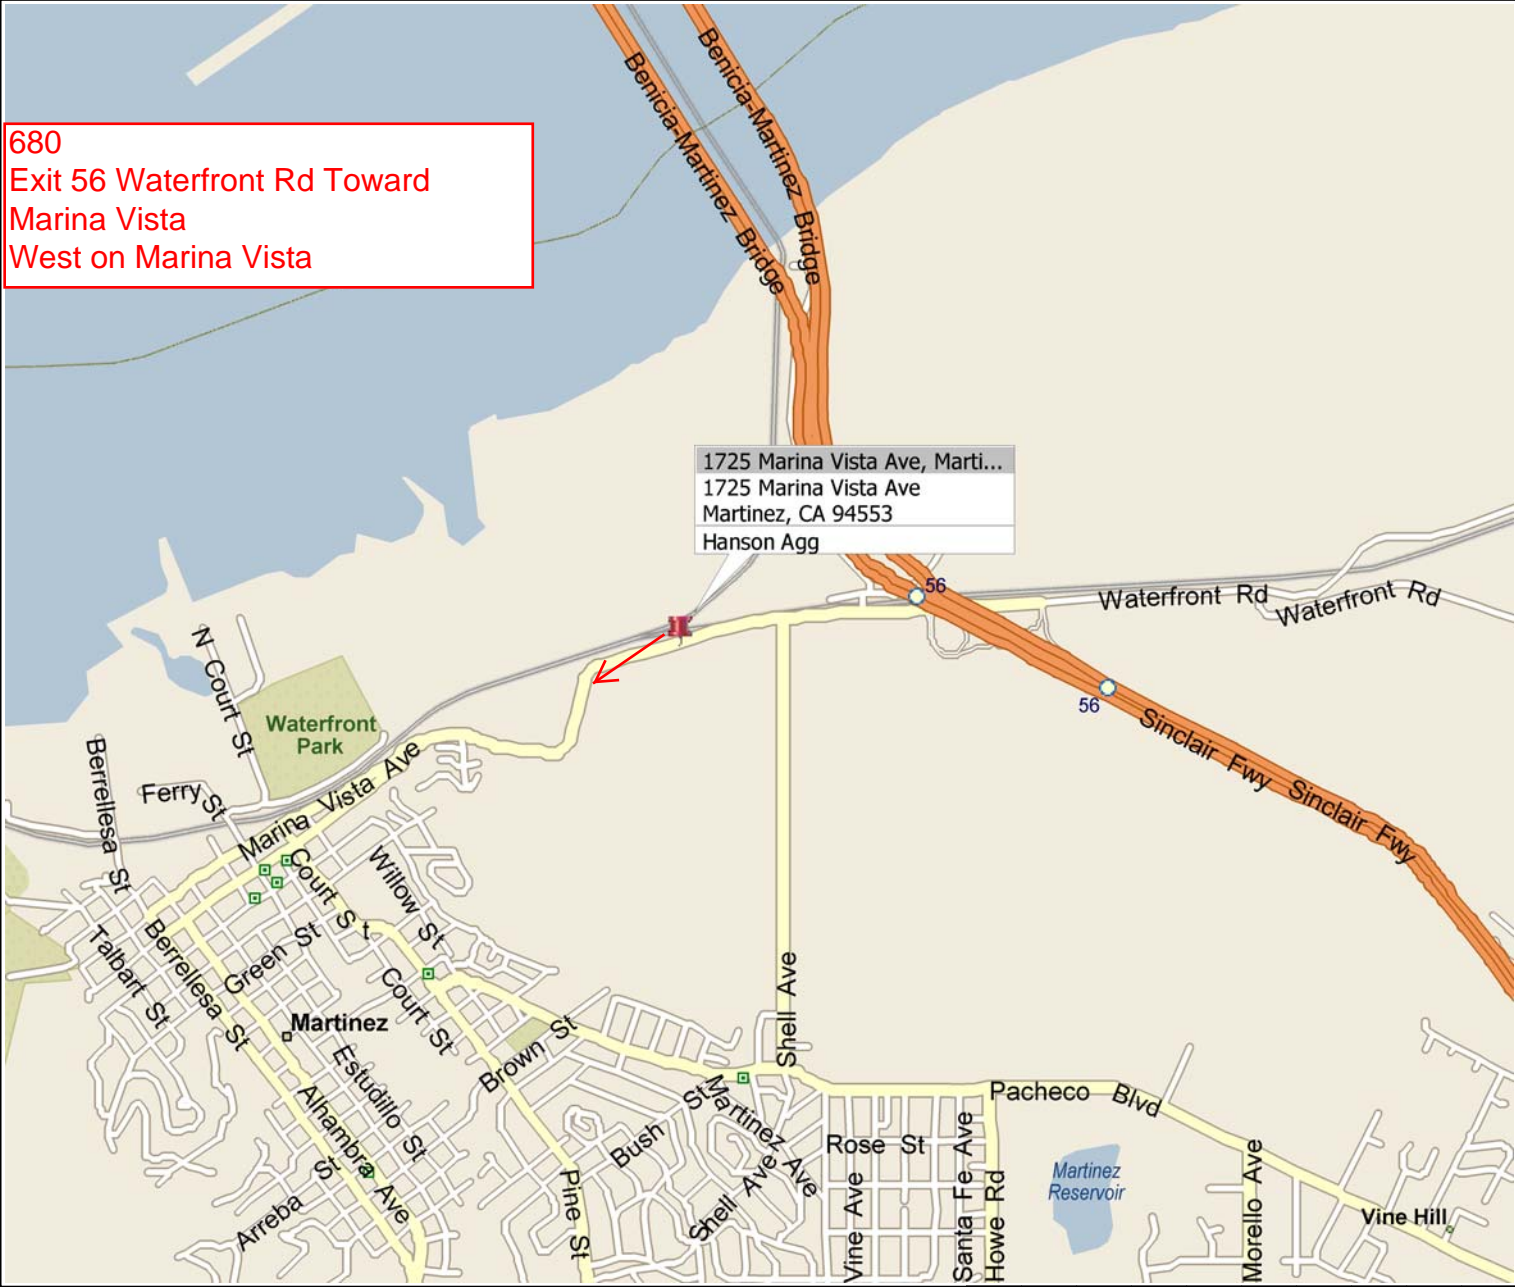 680
Exit 56 Waterfront Rd Toward
Marina Vista
West on Marina Vista
Benicia-Martinez Bridge
Benicia-Martinez Bridge
1725 Marina Vista Ave, Marti...
1725 Marina Vista Ave
Martinez, CA 94553
Hanson Agg
56
Waterfront Rd
Waterfront Rd
56
Sinclair Fwy
Sinclair Fwy
N Court St
Waterfront
Park
Berrellesa St
Ferry St
Marina Vista Ave
Court St
Willow St
Talbart St
Berrellesa St
Green St
Court St
Martinez
Shell Ave
Brown St
Estudillo St
Alhambra Ave
Arreba St
Pine St
Bush St
Martinez Ave
Shell Ave
Pacheco Blvd
Rose St
Vine Ave
Santa Fe Ave
Howe Rd
Martinez
Reservoir
Morello Ave
Vine Hill